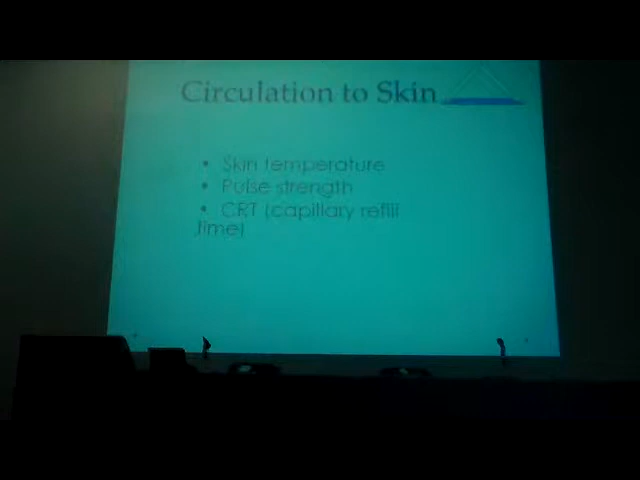 Circulation to Skin
• Skin temperature
• Pulse strength
• CRT (capillary refill
time)